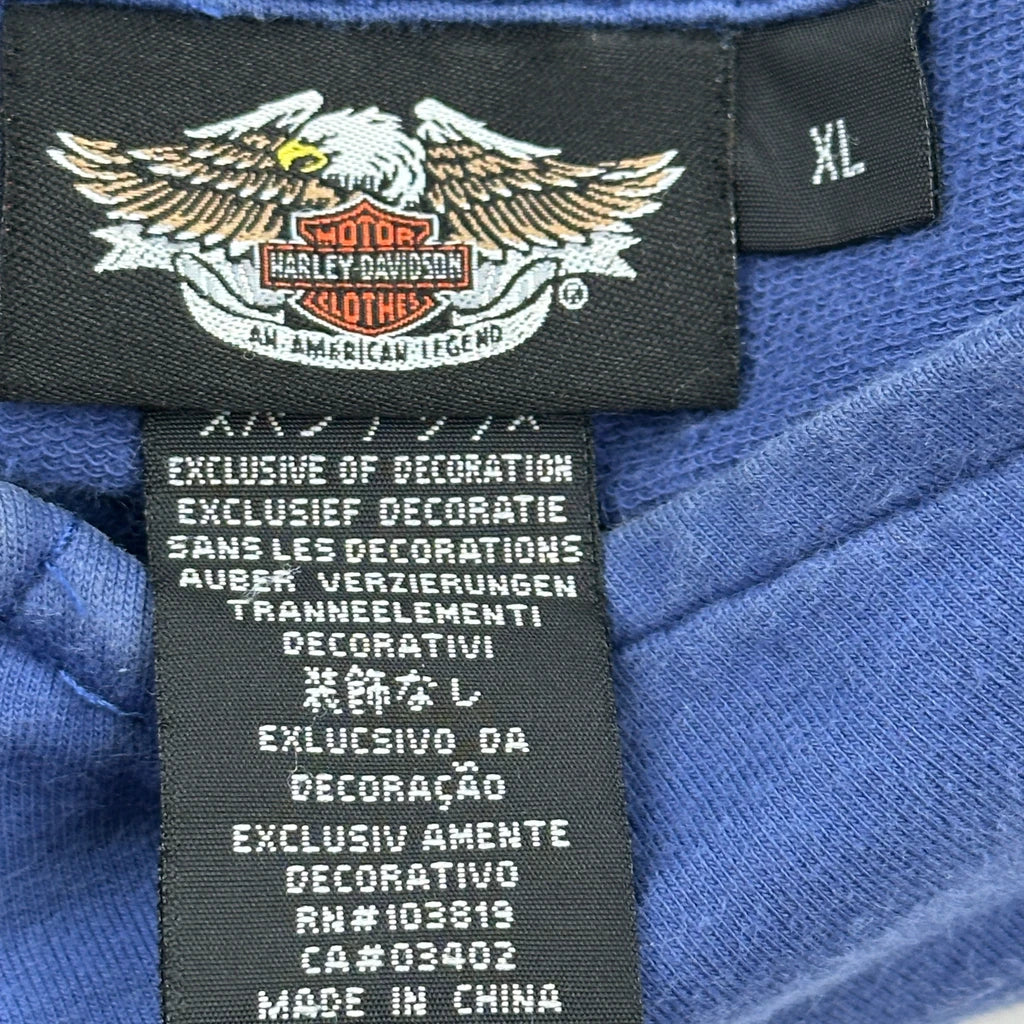 XL
MOTOR
HARLEY-DAVIDSON
CLOTHES
®
AN AMERICAN LEGEND
EXCLUSIVE OF DECORATION
EXCLUSIEF DECORATIE
SANS LES DECORATIONS
AUBER VERZIERUNGEN
TRANNEELEMENTI
DECORATIVI
装飾なし
EXLUCSIVO DA
DECORAÇÃO
EXCLUSIV AMENTE
DECORATIVO
RN#103819
CA#03402
MADE IN CHINA